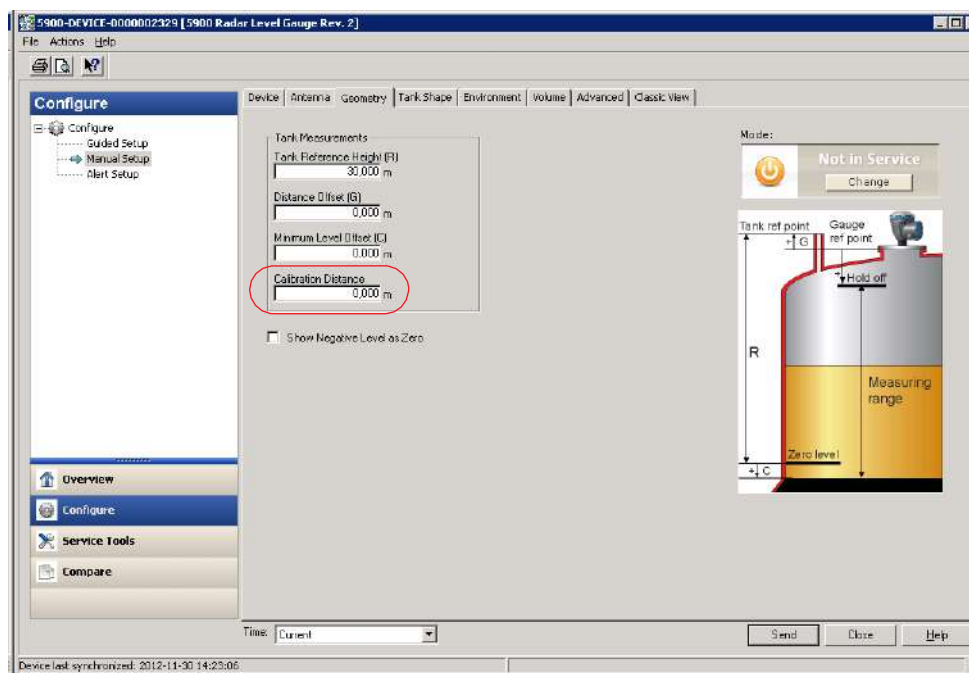 5900-DEVICE-0000002329 [5900 Radar Level Gauge Rev. 2]
File Actions Help
Configure
Configure
Guided Setup
Manual Setup
Alert Setup
Overview
Configure
Service Tools
Compare
Device Antenna Geometry Tank Shape Environment Volume Advanced Classic View
Tank Measurements
Tank Reference Height (R)
30,000 m
Distance Offset (G)
0,000 m
Minimum Level Offset (C)
0,000 m
Calibration Distance
0,000 m
Show Negative Level as Zero
Mode:
Not in Service
Change
Tank ref point
Gauge
ref point
+ G
+
Hold off
R
Measuring
range
Zero level
+ C
Time: Current
Send Close Help
Device last synchronized: 2012-11-30 14:23:06